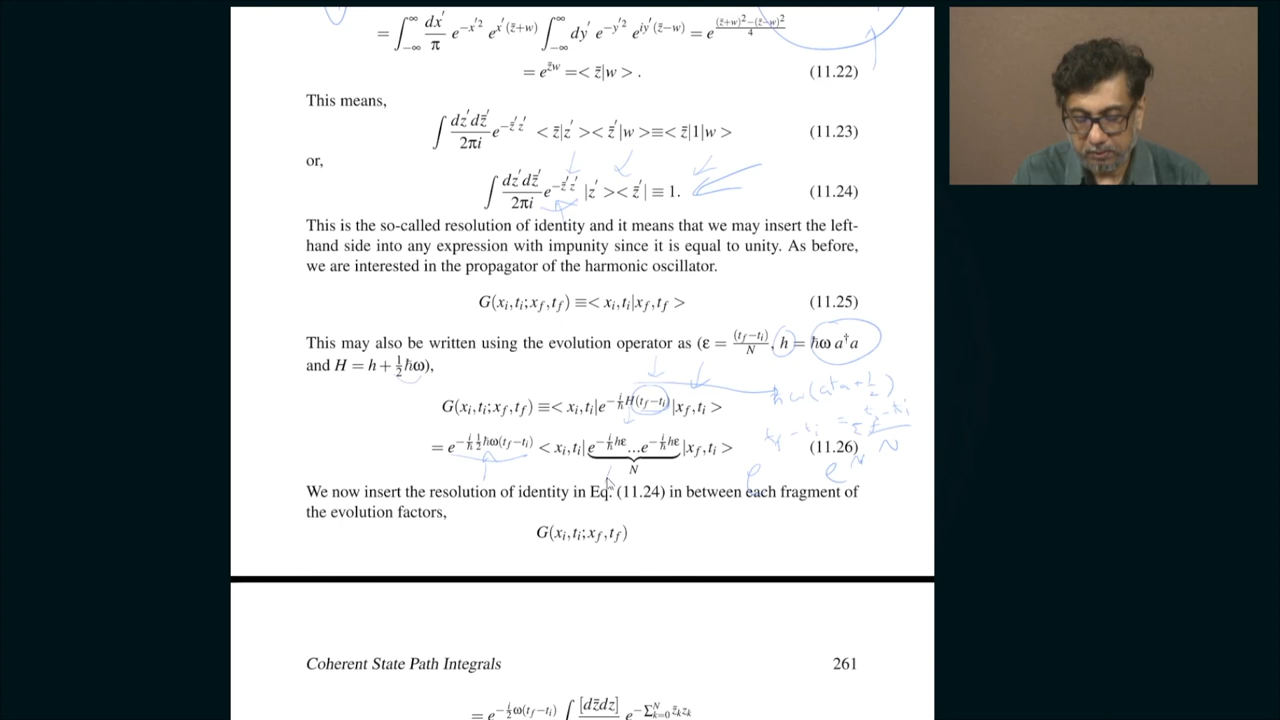 = ∫_{-∞}^{∞} dx′/π e^{-x′2} e^{x′(z̄+w)} ∫_{-∞}^{∞} dy′ e^{-y′2} e^{iy′(z̄−w)} = e^{((z̄+w)^2−(z̄−w)^2)/4}
= e^{z̄w} =< z̄|w > . (11.22)
This means,
∫ dz′dz̄′/2πi e^{-z̄′z′} < z̄|z′ >< z̄′|w >≡< z̄|1|w > (11.23)
or,
∫ dz′dz̄′/2πi e^{-z̄′z′} |z′ >< z̄′| ≡ 1. (11.24)
This is the so-called resolution of identity and it means that we may insert the left-
hand side into any expression with impunity since it is equal to unity. As before,
we are interested in the propagator of the harmonic oscillator.
G(x_i,t_i;x_f,t_f) ≡< x_i,t_i|x_f,t_f > (11.25)
This may also be written using the evolution operator as (ε = (t_f−t_i)/N, h = ℏω a†a
and H = h + ½ℏω),
ℏω(a†a+½)
G(x_i,t_i;x_f,t_f) ≡< x_i,t_i|e^{-(i/ℏ)H(t_f−t_i)}|x_f,t_i >
= e^{-(i/ℏ)½ℏω(t_f−t_i)} < x_i,t_i|e^{-(i/ℏ)hε}...e^{-(i/ℏ)hε}|x_f,t_i > (11.26)
N
We now insert the resolution of identity in Eq. (11.24) in between each fragment of
the evolution factors,
G(x_i,t_i;x_f,t_f)
Coherent State Path Integrals 261
= e^{-(i/2)ω(t_f−t_i)} ∫ [dz̄dz] e^{-Σ_{k=0}^{N} z̄_k z_k}